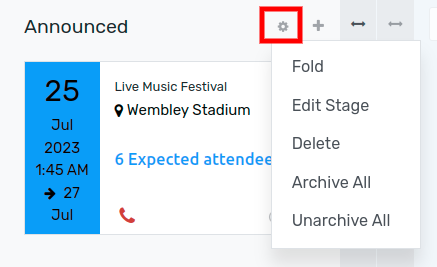 Announced
25
Jul
2023
1:45 AM
27
Jul
Live Music Festival
Wembley Stadium
6 Expected attendee
Fold
Edit Stage
Delete
Archive All
Unarchive All